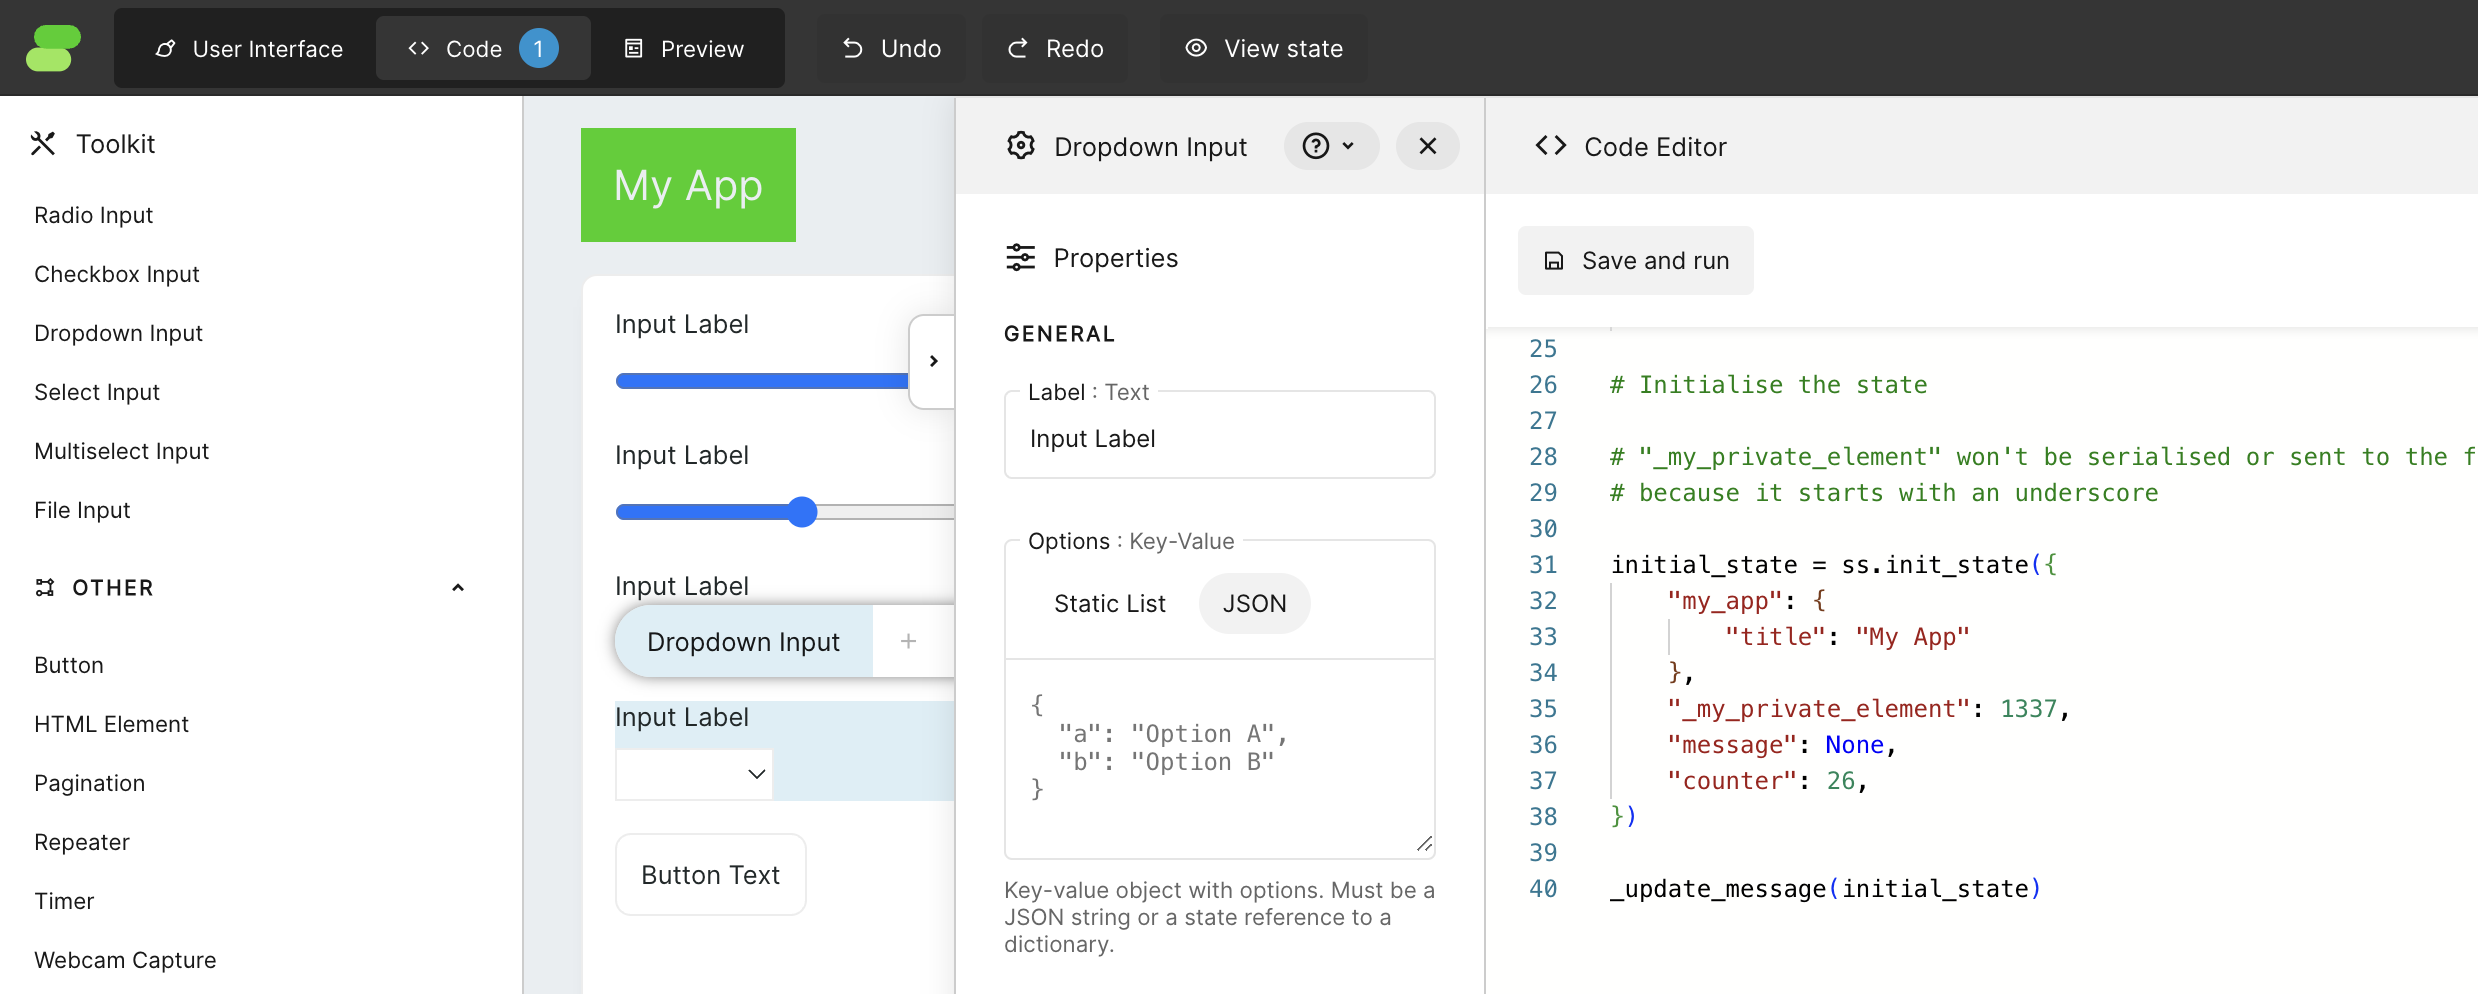 User Interface
Code 1
Preview
Undo
Redo
View state
Toolkit
Radio Input
Checkbox Input
Dropdown Input
Select Input
Multiselect Input
File Input
OTHER
Button
HTML Element
Pagination
Repeater
Timer
Webcam Capture
My App
Input Label
Input Label
Input Label
Dropdown Input
Input Label
Button Text
Dropdown Input
Properties
GENERAL
Label : Text
Input Label
Options : Key-Value
Static List JSON
{
"a": "Option A",
"b": "Option B"
}
Key-value object with options. Must be a
JSON string or a state reference to a
dictionary.
Code Editor
Save and run
25
26 # Initialise the state
27
28 # "_my_private_element" won't be serialised or sent to the f
29 # because it starts with an underscore
30
31 initial_state = ss.init_state({
32 "my_app": {
33 "title": "My App"
34 },
35 "_my_private_element": 1337,
36 "message": None,
37 "counter": 26,
38 })
39
40 _update_message(initial_state)